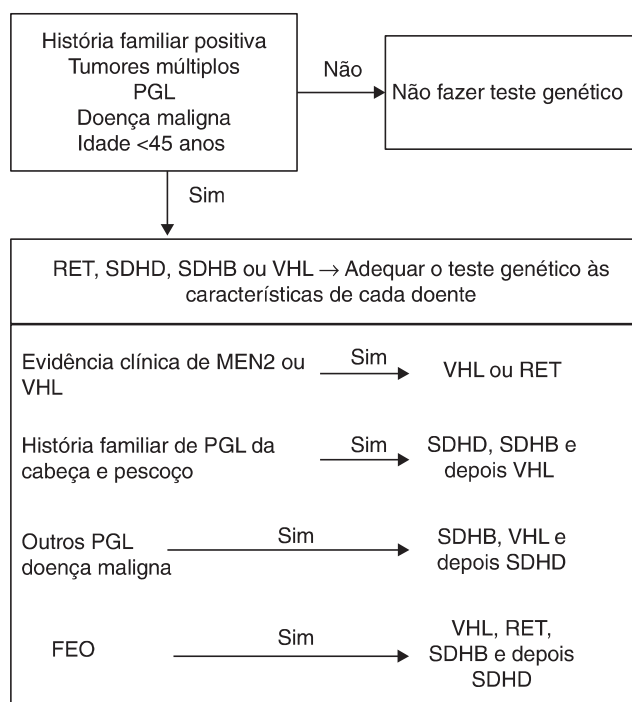 História familiar positiva
Tumores múltiplos
PGL
Doença maligna
Idade <45 anos
Não
Não fazer teste genético
Sim
RET, SDHD, SDHB ou VHL → Adequar o teste genético às
características de cada doente
Evidência clínica de MEN2 ou
VHL
Sim
VHL ou RET
História familiar de PGL da
cabeça e pescoço
Sim
SDHD, SDHB e
depois VHL
Outros PGL
doença maligna
Sim
SDHB, VHL e
depois SDHD
FEO
Sim
VHL, RET,
SDHB e depois
SDHD